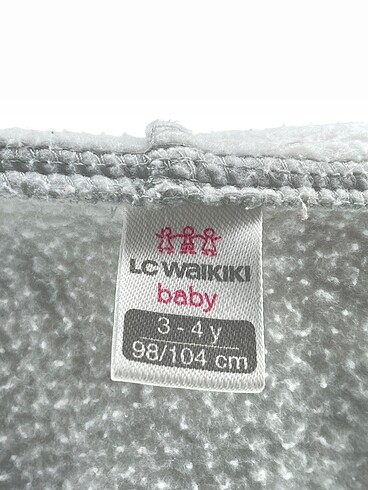 LC WAIKIKI
baby
3 - 4 y
98/104 cm